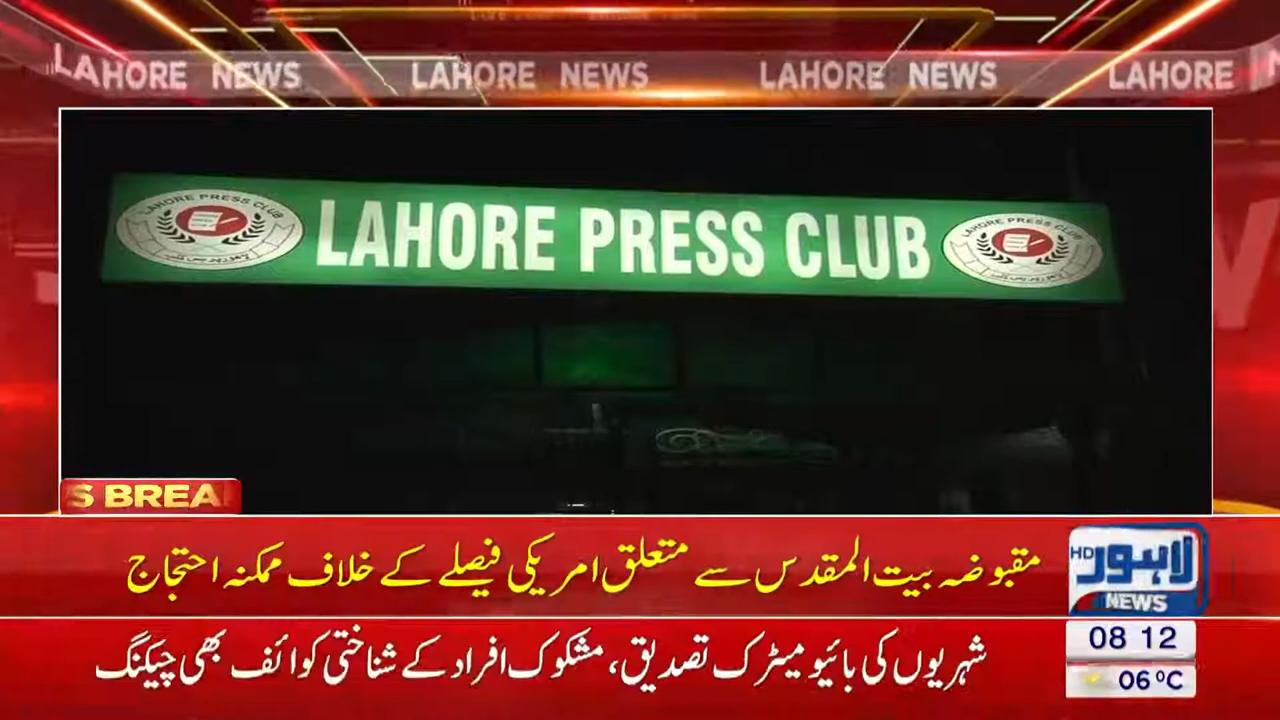 LAHORE NEWS LAHORE NEWS LAHORE NEWS LAHORE
LAHORE PRESS CLUB
LAHORE PRESS CLUB
LAHORE PRESS CLUB
S BREA
مقبوضہ بیت المقدس سے متعلق امریکی فیصلے کے خلاف ممکنہ احتجاج
HD
لاہور
NEWS
شہریوں کی بائیو میٹرک تصدیق، مشکوک افراد کے شناختی کوائف بھی چیکنگ
08 12
06°C